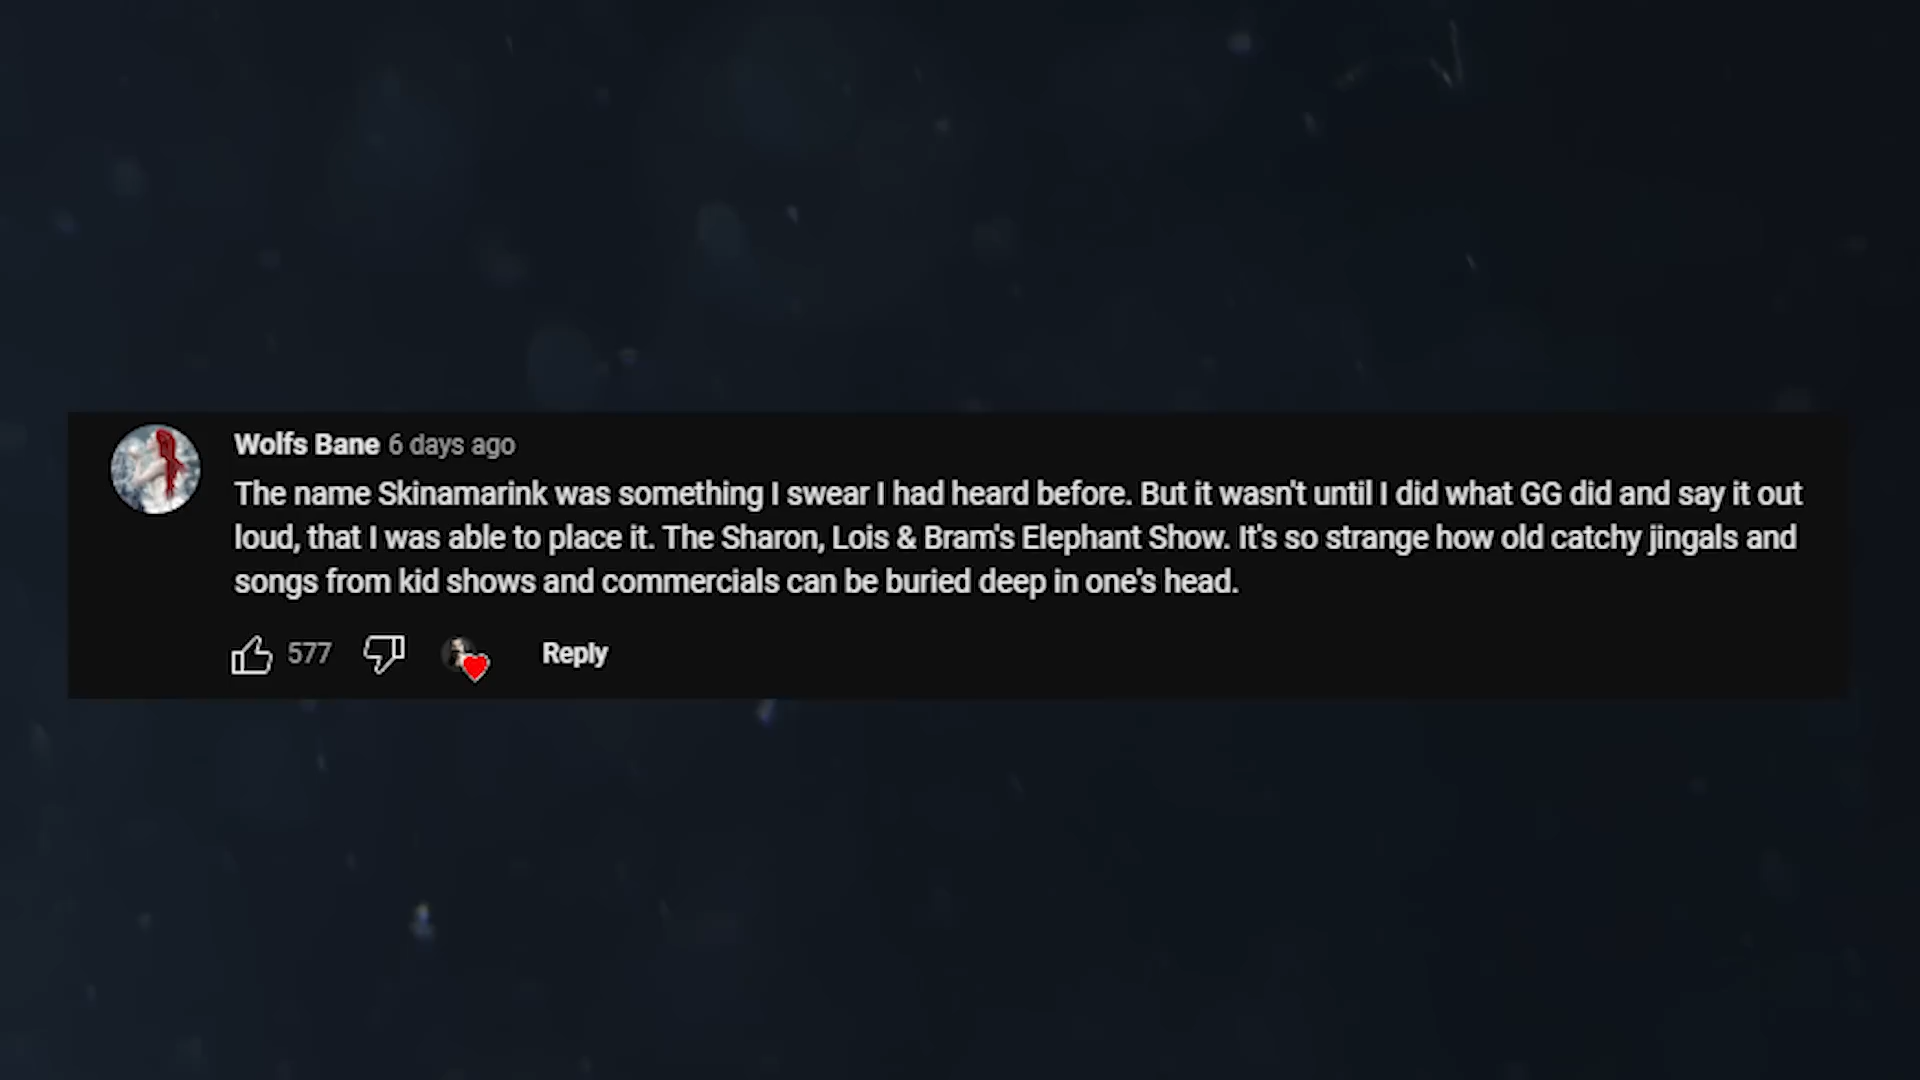 Wolfs Bane 6 days ago
The name Skinamarink was something I swear I had heard before. But it wasn't until I did what GG did and say it out
loud, that I was able to place it. The Sharon, Lois & Bram's Elephant Show. It's so strange how old catchy jingals and
songs from kid shows and commercials can be buried deep in one's head.
577 Reply